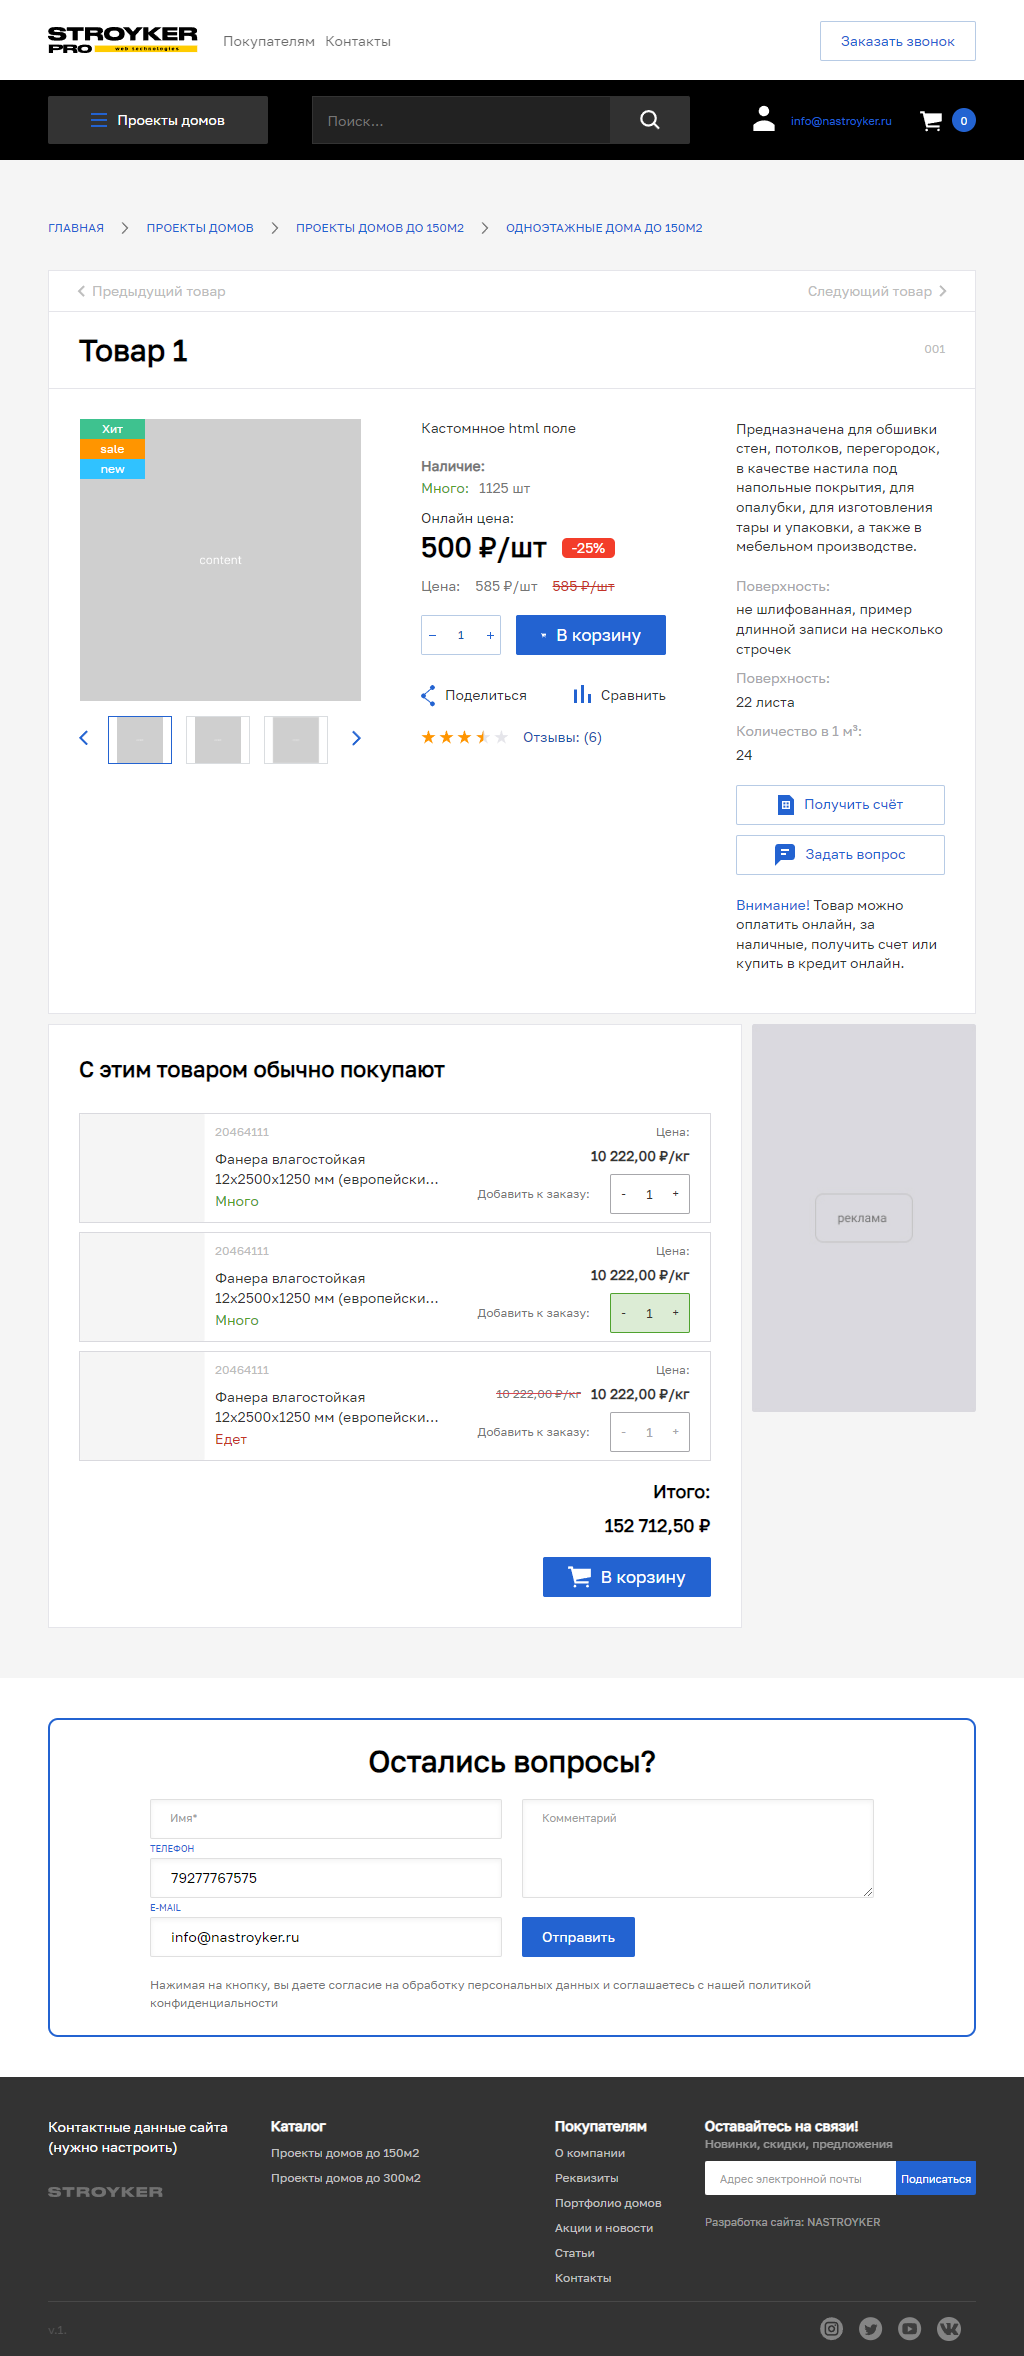 STROYKER
PRO web technologies
Покупателям Контакты
Заказать звонок
Проекты домов
Поиск...
info@nastroyker.ru
0
ГЛАВНАЯ
ПРОЕКТЫ ДОМОВ
ПРОЕКТЫ ДОМОВ ДО 150М2
ОДНОЭТАЖНЫЕ ДОМА ДО 150М2
Предыдущий товар
Следующий товар
Товар 1
001
Хит
sale
new
content
Кастомнное html поле
Наличие:
Много: 1125 шт
Онлайн цена:
500 ₽/шт -25%
Цена: 585 ₽/шт 585 ₽/шт
– 1 +
В корзину
Поделиться
Сравнить
Отзывы: (6)
Предназначена для обшивки
стен, потолков, перегородок,
в качестве настила под
напольные покрытия, для
опалубки, для изготовления
тары и упаковки, а также в
мебельном производстве.
Поверхность:
не шлифованная, пример
длинной записи на несколько
строчек
Поверхность:
22 листа
Количество в 1 м³:
24
Получить счёт
Задать вопрос
Внимание! Товар можно
оплатить онлайн, за
наличные, получить счет или
купить в кредит онлайн.
С этим товаром обычно покупают
20464111
Фанера влагостойкая
12х2500х1250 мм (европейски...
Много
Цена:
10 222,00 ₽/кг
Добавить к заказу:
- 1 +
20464111
Фанера влагостойкая
12х2500х1250 мм (европейски...
Много
Цена:
10 222,00 ₽/кг
Добавить к заказу:
- 1 +
20464111
Фанера влагостойкая
12х2500х1250 мм (европейски...
Едет
Цена:
10 222,00 ₽/кг 10 222,00 ₽/кг
Добавить к заказу:
- 1 +
Итого:
152 712,50 ₽
В корзину
реклама
Остались вопросы?
Имя*
ТЕЛЕФОН
79277767575
E-MAIL
info@nastroyker.ru
Комментарий
Отправить
Нажимая на кнопку, вы даете согласие на обработку персональных данных и соглашаетесь с нашей политикой
конфиденциальности
Контактные данные сайта
(нужно настроить)
STROYKER
Каталог
Проекты домов до 150м2
Проекты домов до 300м2
Покупателям
О компании
Реквизиты
Портфолио домов
Акции и новости
Статьи
Контакты
Оставайтесь на связи!
Новинки, скидки, предложения
Адрес электронной почты
Подписаться
Разработка сайта: NASTROYKER
v.1.